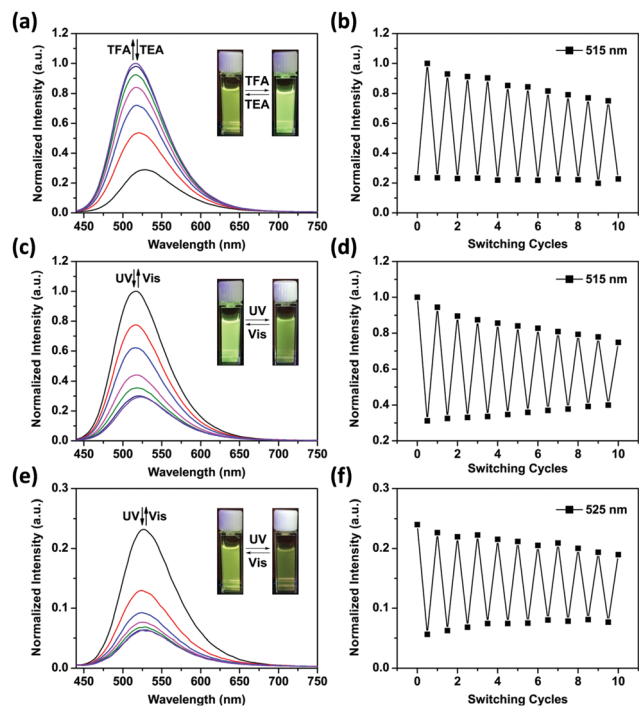 (a)
Normalized Intensity (a.u.)
1.2
1.0
0.8
0.6
0.4
0.2
0.0
TFA TEA
TFA
TEA
450 500 550 600 650 700 750
Wavelength (nm)
(b)
Normalized Intensity (a.u.)
1.2
1.0
0.8
0.6
0.4
0.2
0.0
515 nm
0 2 4 6 8 10
Switching Cycles
(c)
Normalized Intensity (a.u.)
1.2
1.0
0.8
0.6
0.4
0.2
0.0
UV Vis
UV
Vis
450 500 550 600 650 700 750
Wavelength (nm)
(d)
Normalized Intensity (a.u.)
1.2
1.0
0.8
0.6
0.4
0.2
515 nm
0 2 4 6 8 10
Switching Cycles
(e)
Normalized Intensity (a.u.)
0.3
0.2
0.1
0.0
UV Vis
UV
Vis
450 500 550 600 650 700 750
Wavelength (nm)
(f)
Normalized Intensity (a.u.)
0.3
0.2
0.1
0.0
525 nm
0 2 4 6 8 10
Switching Cycles